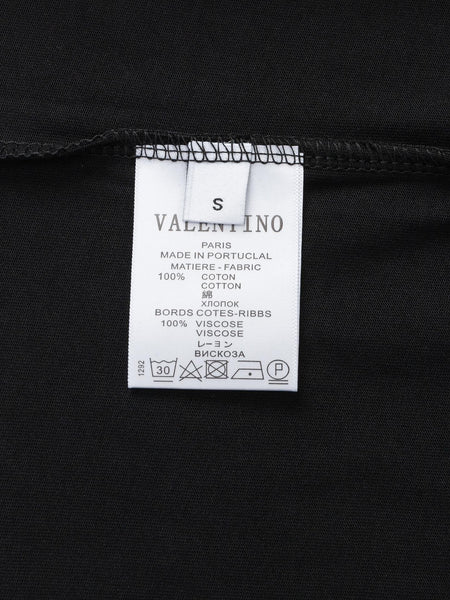 S
VALENTINO
PARIS
MADE IN PORTUCLAL
MATIERE - FABRIC
100% COTON
COTTON
綿
ХЛОПОК
BORDS COTES-RIBBS
100% VISCOSE
VISCOSE
レーヨン
ВИСКОЗА
1292
30
P